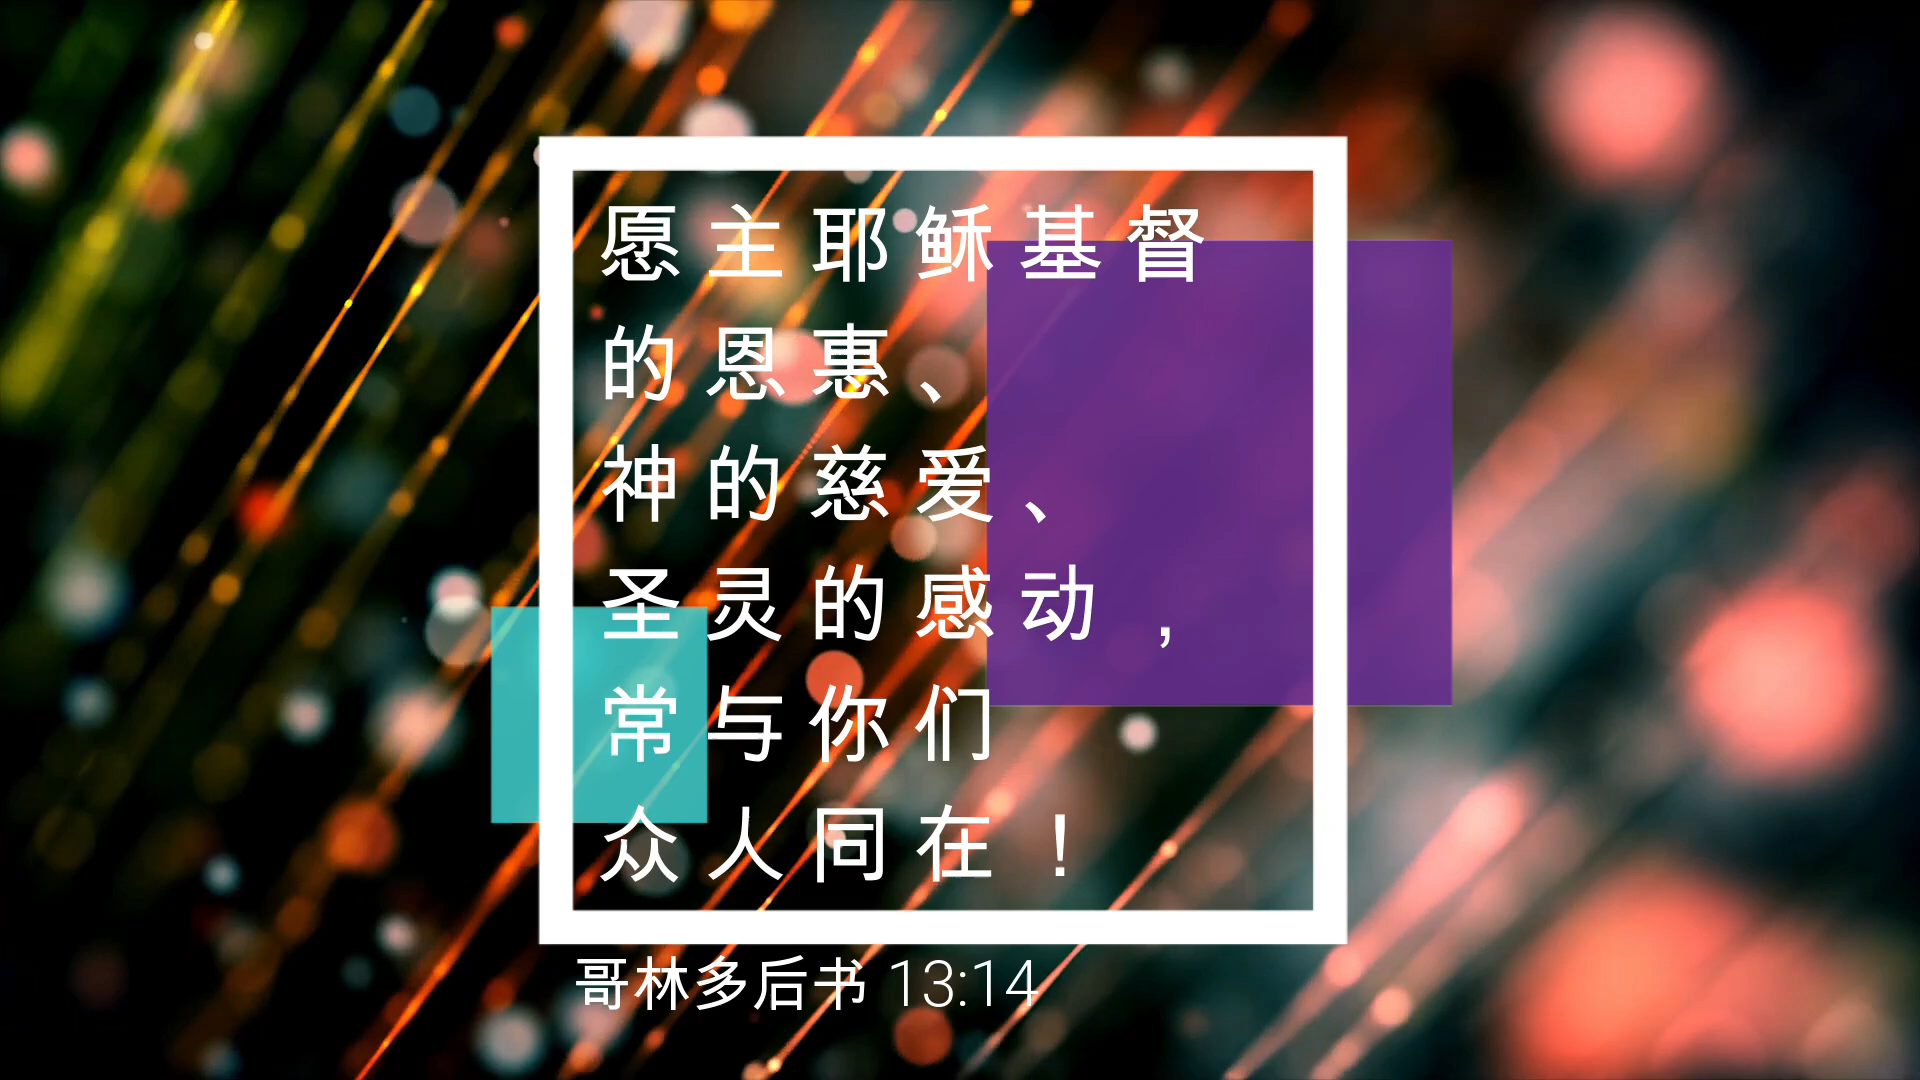 愿主耶稣基督
的恩惠、
神的慈爱、
圣灵的感动，
常与你们
众人同在！
哥林多后书 13:14